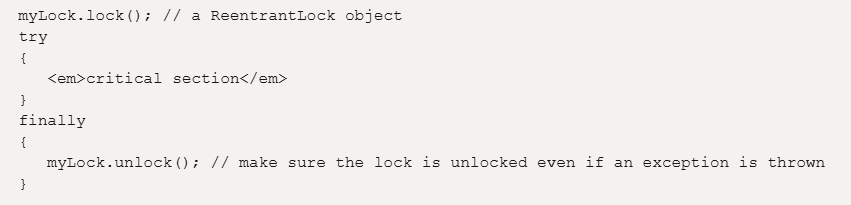 myLock.lock(); // a ReentrantLock object
try
{
   <em>critical section</em>
}
finally
{
   myLock.unlock(); // make sure the lock is unlocked even if an exception is thrown
}